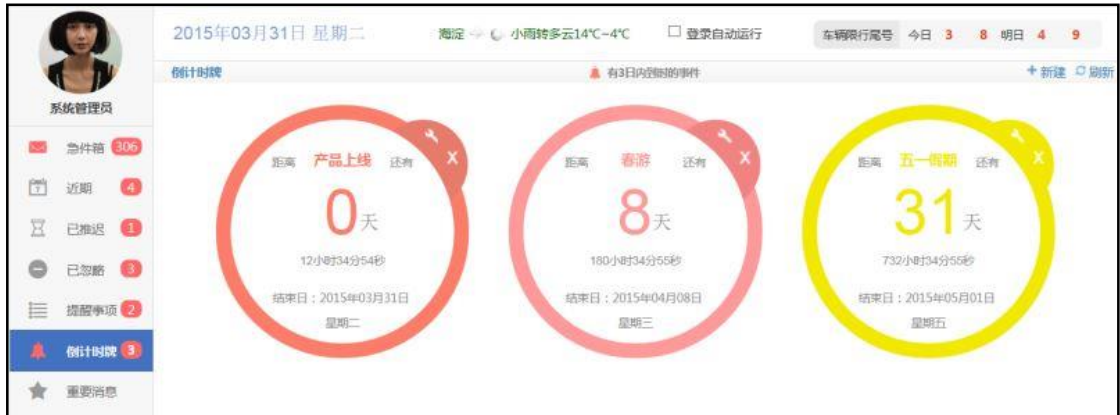 2015年03月31日 星期二
海淀 小雨转多云14℃~4℃
登录自动运行
车辆限行尾号 今日 3 8 明日 4 9
系统管理员
急件箱 306
近期 4
已推迟 1
已忽略 3
提醒事项 2
倒计时牌 3
重要消息
倒计时牌
有3日内到时的事件
+新建 刷新
距离 产品上线 还有
X
0天
12小时34分54秒
结束日：2015年03月31日
星期二
距离 春游 还有
X
8天
180小时34分55秒
结束日：2015年04月08日
星期三
距离 五一假期 还有
X
31天
732小时34分55秒
结束日：2015年05月01日
星期五